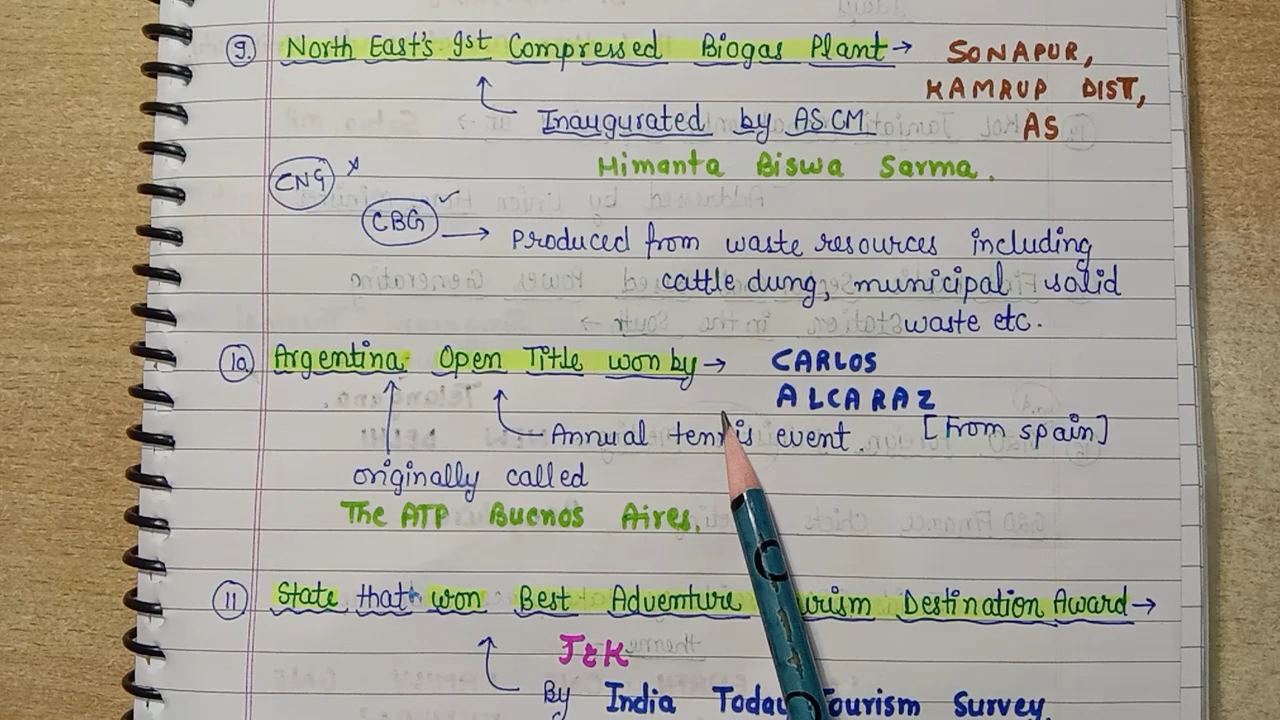 9. North East's 1st Compressed Biogas Plant → SONAPUR,
KAMRUP DIST,
Inaugurated by AS CM AS
Himanta Biswa Sarma.
CNG x
CBG ✓ → Produced from waste resources including
cattle dung, municipal solid
waste etc.
10 Argentina Open Title won by → CARLOS
ALCARAZ
Annual tennis event. [From Spain]
originally called
The ATP Buenos Aires.
11 State that won Best Adventure Destination Award →
J&K
By India Today Tourism Survey.